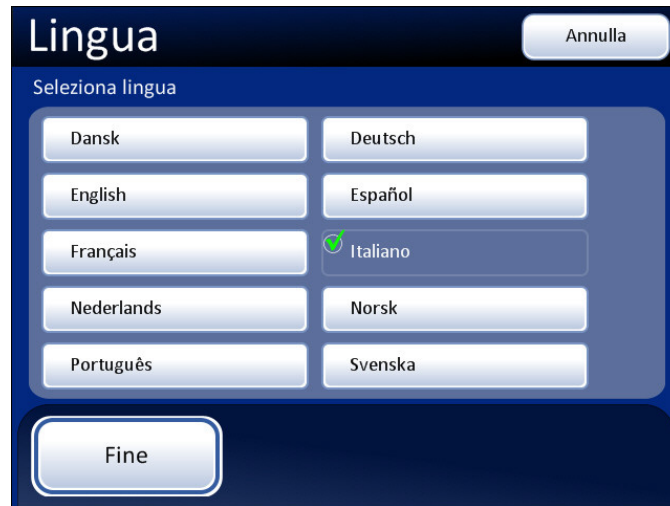 Lingua
Annulla
Seleziona lingua
Dansk
Deutsch
English
Español
Français
Italiano
Nederlands
Norsk
Português
Svenska
Fine